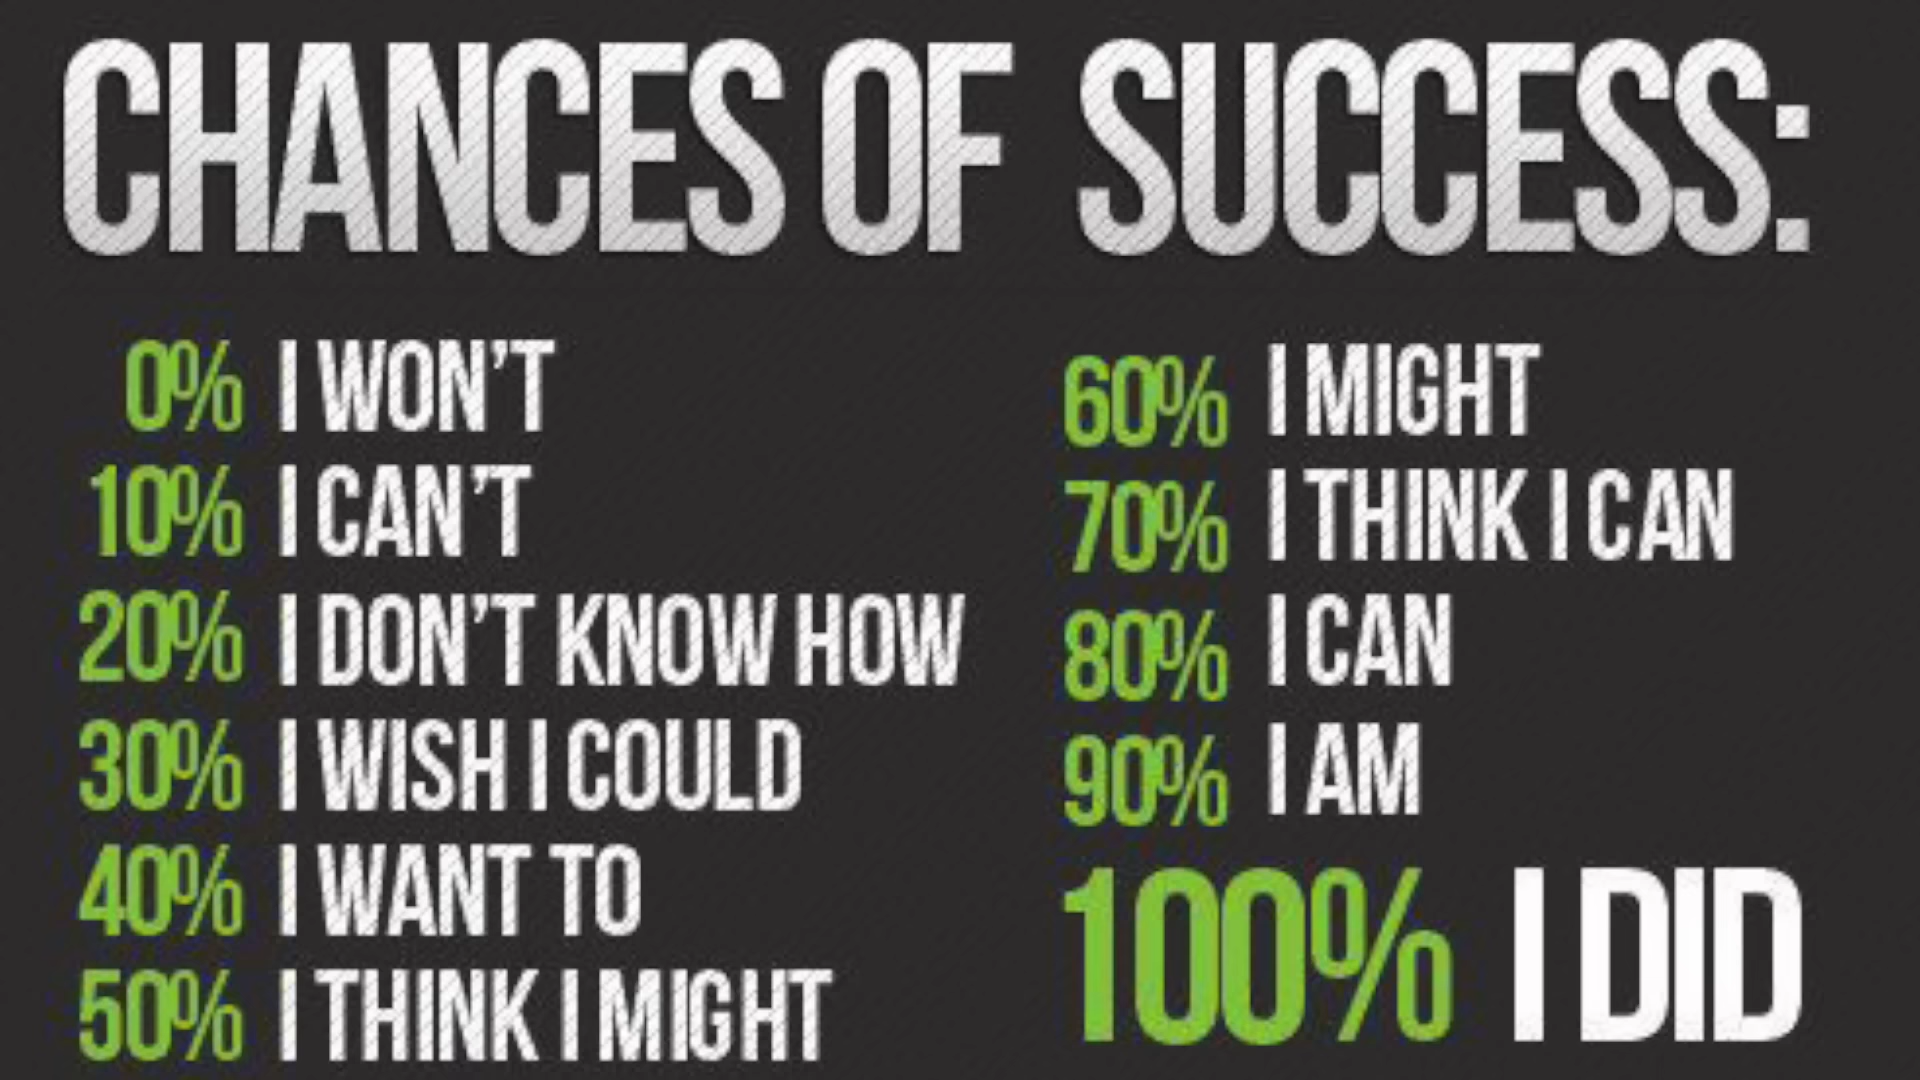 CHANCES OF SUCCESS:
0% I WON'T
10% I CAN'T
20% I DON'T KNOW HOW
30% I WISH I COULD
40% I WANT TO
50% I THINK I MIGHT
60% I MIGHT
70% I THINK I CAN
80% I CAN
90% I AM
100% I DID